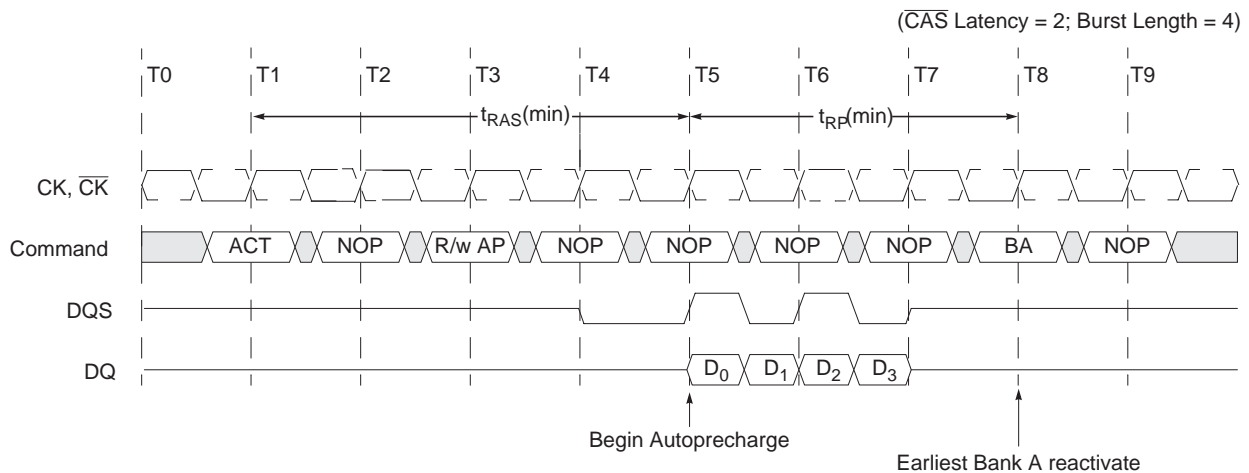 (C̅A̅S̅ Latency = 2; Burst Length = 4)
T0 T1 T2 T3 T4 T5 T6 T7 T8 T9
tRAS(min) tRP(min)
CK, C̅K̅
Command ACT NOP R/w AP NOP NOP NOP NOP BA NOP
DQS
DQ D0 D1 D2 D3
Begin Autoprecharge
Earliest Bank A reactivate